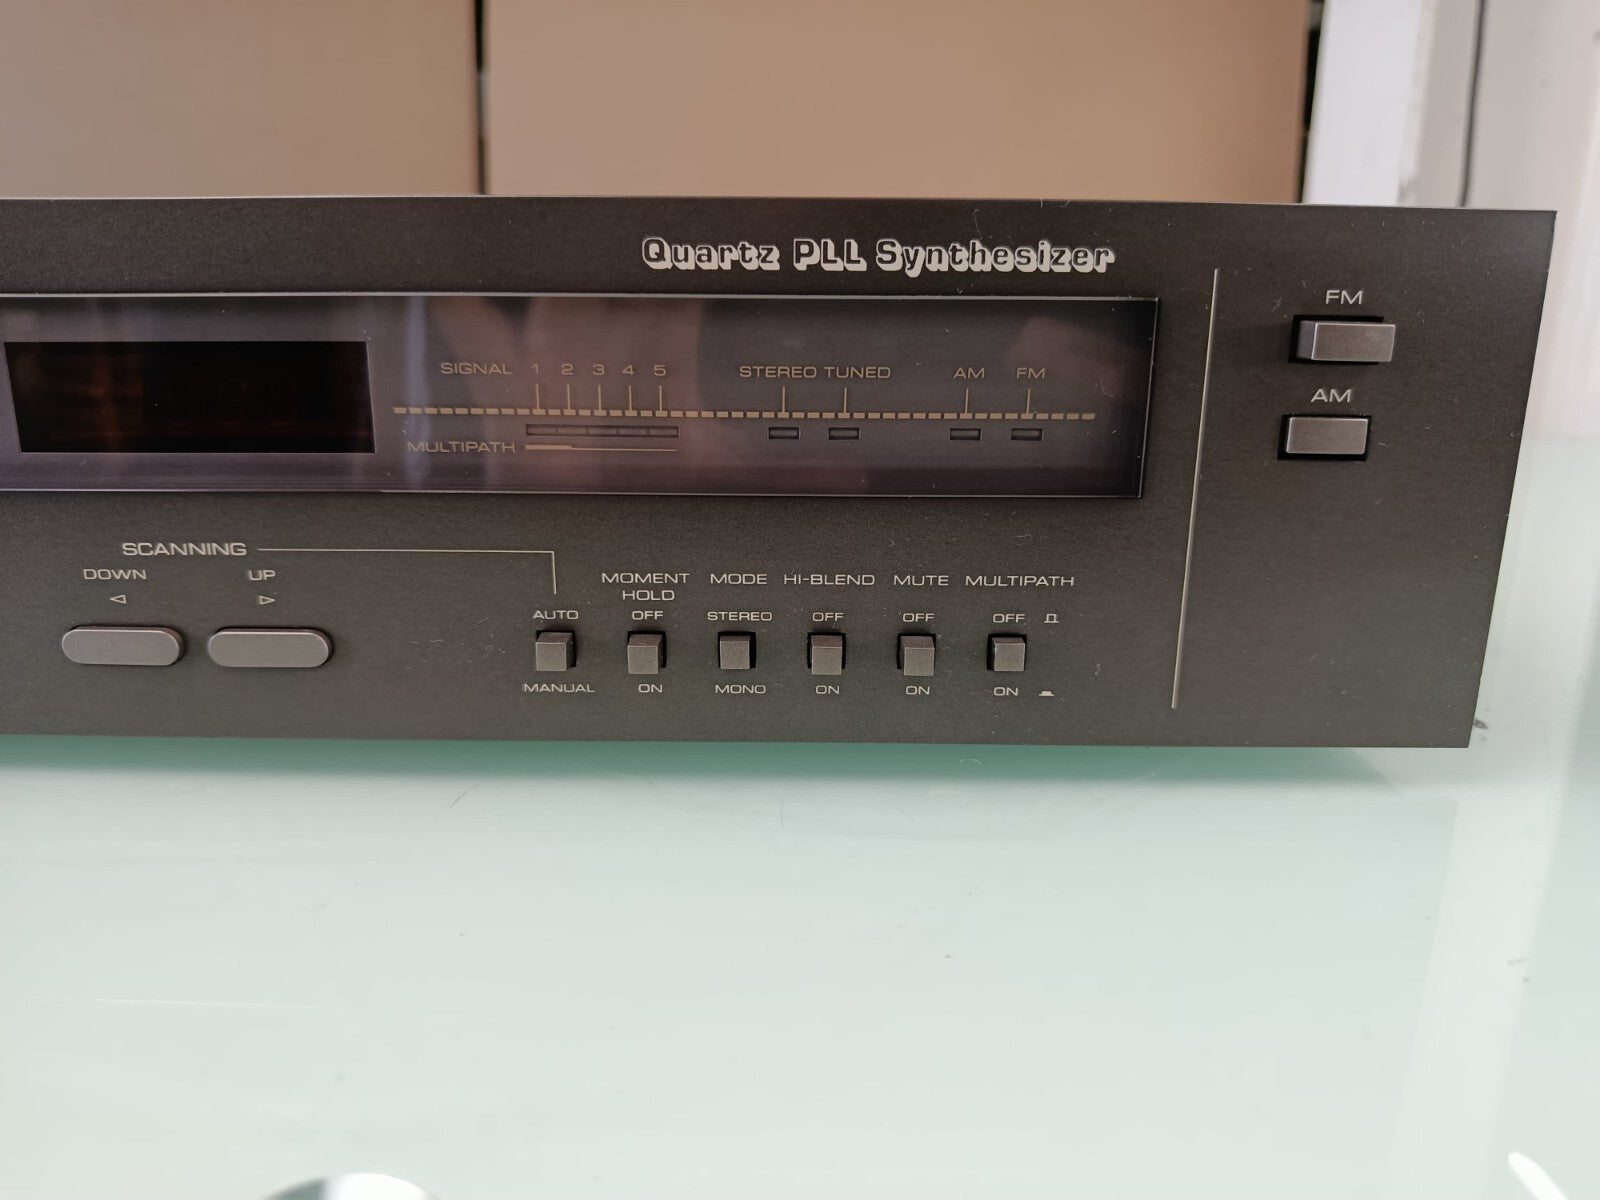 Quartz PLL Synthesizer
FM
AM
SIGNAL 1 2 3 4 5
STEREO TUNED AM FM
MULTIPATH
SCANNING
DOWN UP
MOMENT HOLD MODE HI-BLEND MUTE MULTIPATH
AUTO OFF STEREO OFF OFF OFF
MANUAL ON MONO ON ON ON